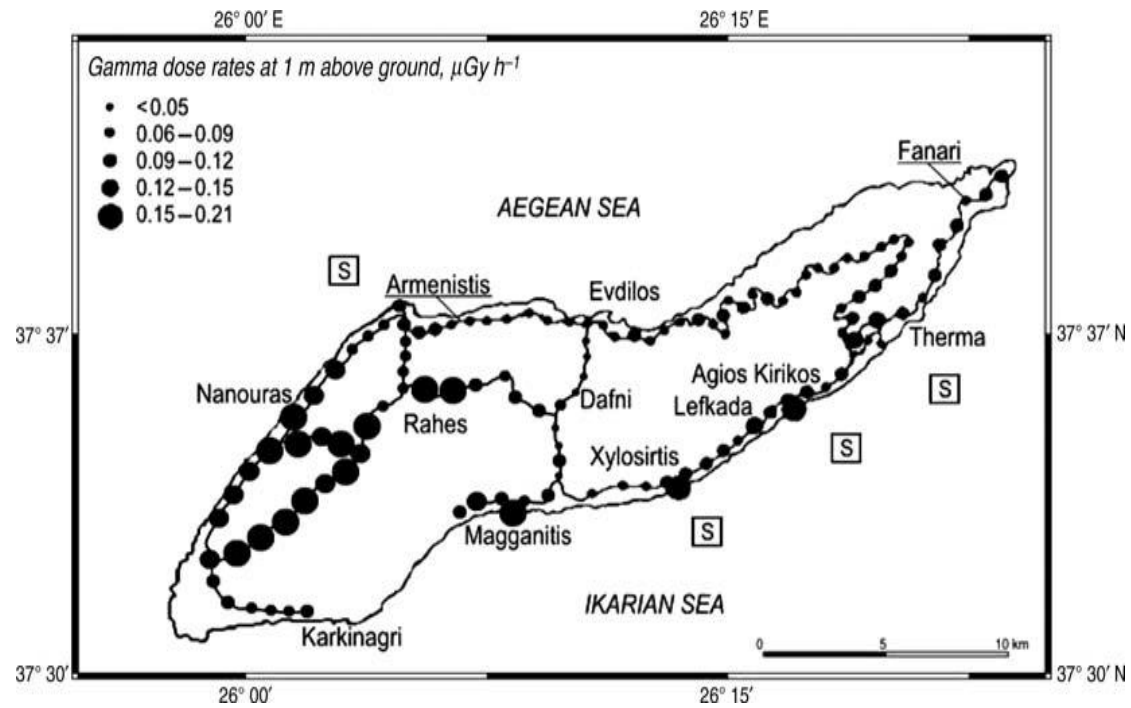 26° 00′ E 26° 15′ E
Gamma dose rates at 1 m above ground, μGy h⁻¹
<0.05
0.06–0.09
0.09–0.12
0.12–0.15
0.15–0.21
Fanari
AEGEAN SEA
S
Armenistis
Evdilos
37° 37′ 37° 37′ N
Therma
Nanouras
Agios Kirikos
S
Dafni
Lefkada
Rahes
S
Xylosirtis
S
Magganitis
IKARIAN SEA
Karkinagri
0 5 10 km
37° 30′ 37° 30′ N
26° 00′ 26° 15′